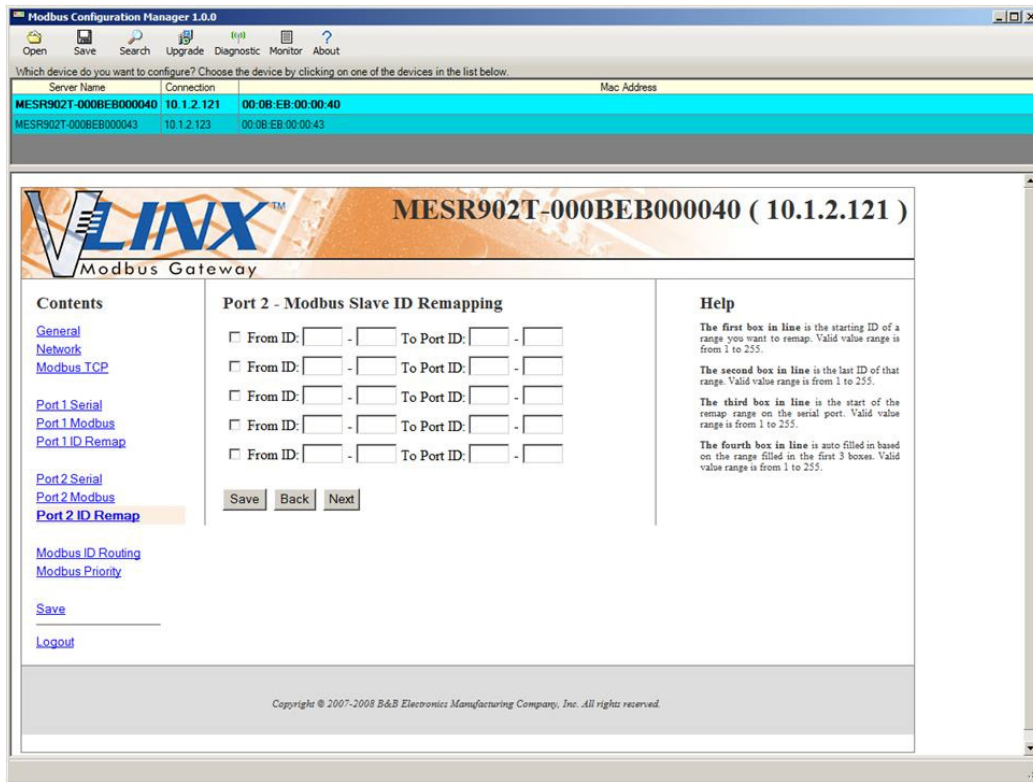 Modbus Configuration Manager 1.0.0
Open Save Search Upgrade Diagnostic Monitor About
Which device do you want to configure? Choose the device by clicking on one of the devices in the list below.
Server Name Connection Mac Address
MESR902T-000BEB000040 10.1.2.121 00:0B:EB:00:00:40
MESR902T-000BEB000043 10.1.2.123 00:0B:EB:00:00:43
VLINX™
Modbus Gateway
MESR902T-000BEB000040 ( 10.1.2.121 )
Contents
General
Network
Modbus TCP
Port 1 Serial
Port 1 Modbus
Port 1 ID Remap
Port 2 Serial
Port 2 Modbus
Port 2 ID Remap
Modbus ID Routing
Modbus Priority
Save
Logout
Port 2 - Modbus Slave ID Remapping
From ID: - To Port ID: -
From ID: - To Port ID: -
From ID: - To Port ID: -
From ID: - To Port ID: -
From ID: - To Port ID: -
Save Back Next
Help
The first box in line is the starting ID of a
range you want to remap. Valid value range is
from 1 to 255.
The second box in line is the last ID of that
range. Valid value range is from 1 to 255.
The third box in line is the start of the
remap range on the serial port. Valid value
range is from 1 to 255.
The fourth box in line is auto filled in based
on the range filled in the first 3 boxes. Valid
value range is from 1 to 255.
Copyright © 2007-2008 B&B Electronics Manufacturing Company, Inc. All rights reserved.